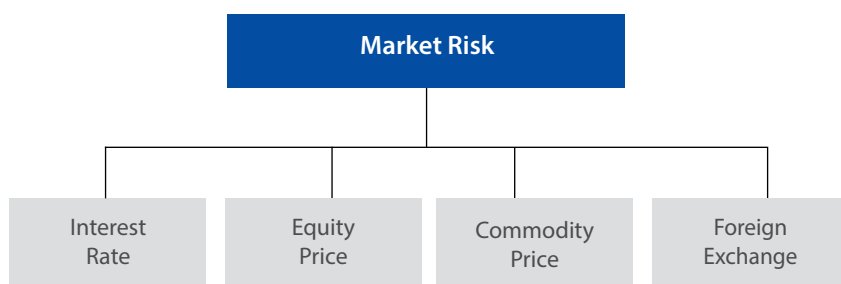 Market Risk
Interest
Rate
Equity
Price
Commodity
Price
Foreign
Exchange